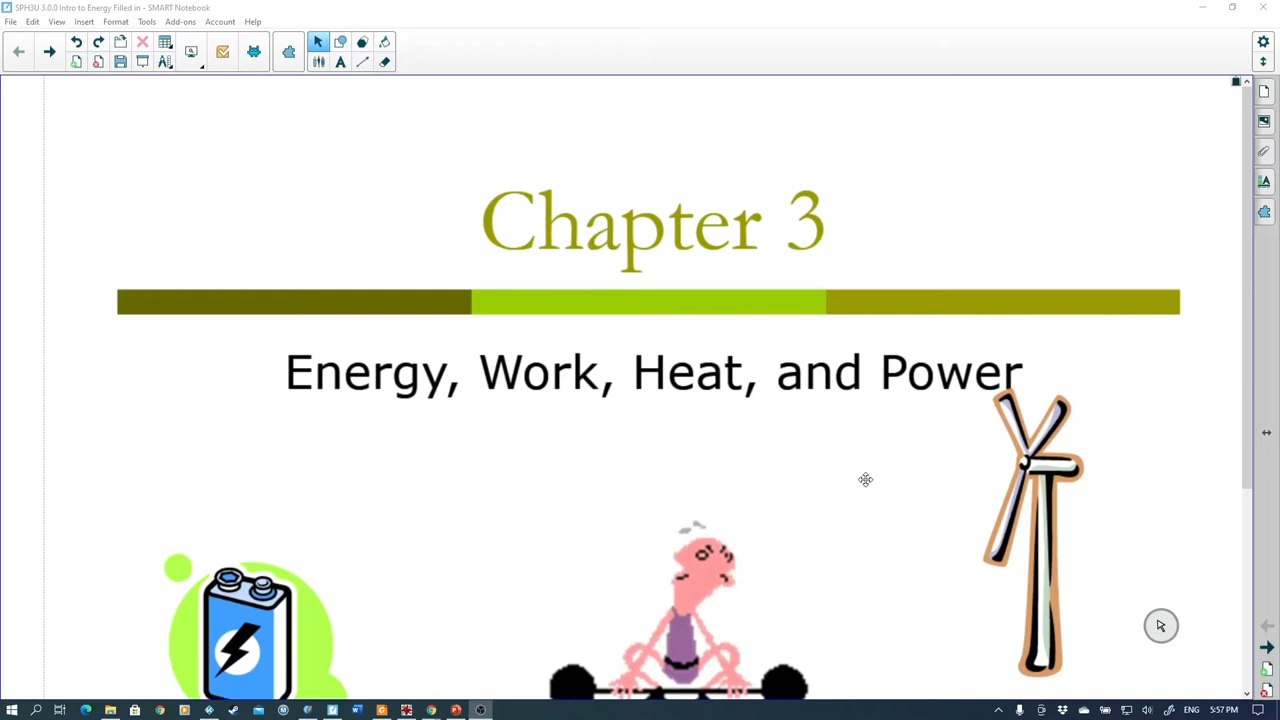 SPH3U 3.0.0 Intro to Energy Filled in - SMART Notebook
File Edit View Insert Format Tools Add-ons Account Help
Chapter 3
Energy, Work, Heat, and Power
ENG 5:57 PM